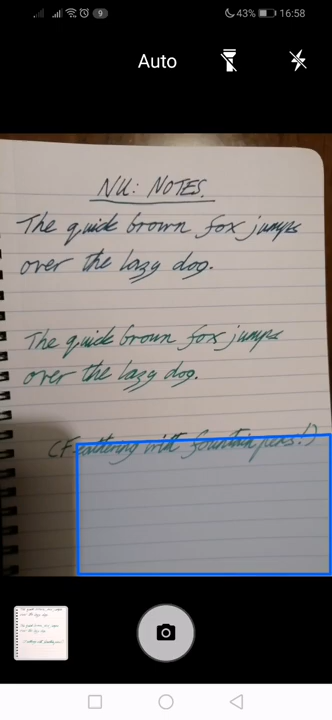 9
43%
16:58
Auto
NU: NOTES.
The quick brown fox jumps
over the lazy dog.
The quick brown fox jumps
over the lazy dog.
(Feathering with fountain pens!)